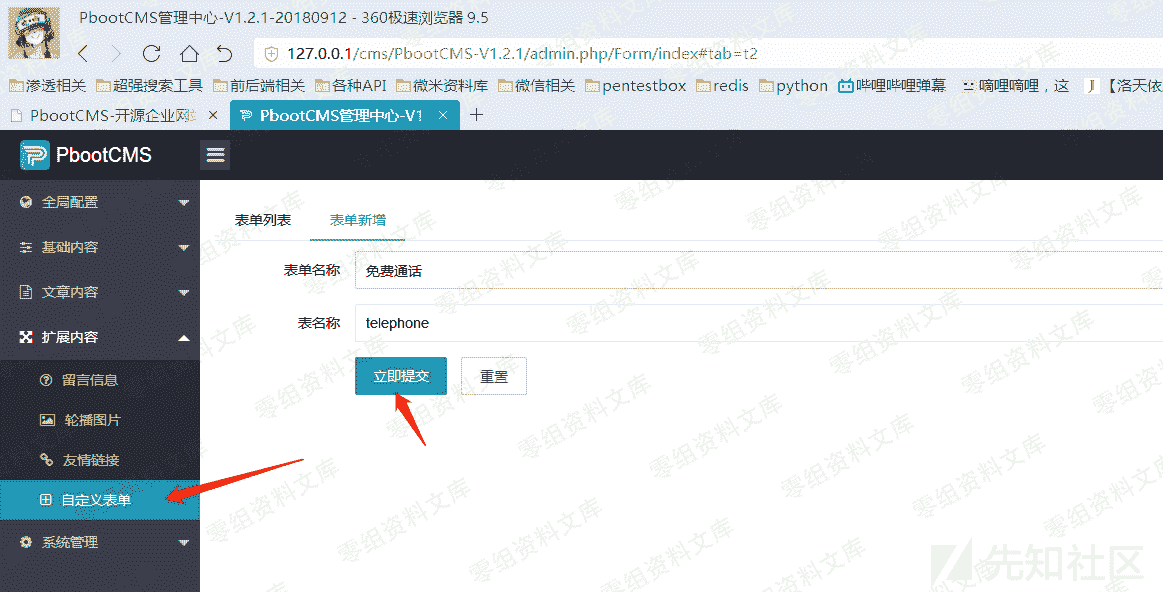 PbootCMS管理中心-V1.2.1-20180912 - 360极速浏览器 9.5
127.0.0.1/cms/PbootCMS-V1.2.1/admin.php/Form/index#tab=t2
渗透相关 超强搜索工具 前后端相关 各种API 微米资料库 微信相关 pentestbox redis python 哔哩哔哩弹幕 嘀哩嘀哩，这 【洛天依
PbootCMS-开源企业网 PbootCMS管理中心-V1
PbootCMS
全局配置
基础内容
文章内容
扩展内容
留言信息
轮播图片
友情链接
自定义表单
系统管理
表单列表 表单新增
表单名称 免费通话
表名称 telephone
立即提交 重置
零组资料文库
先知社区